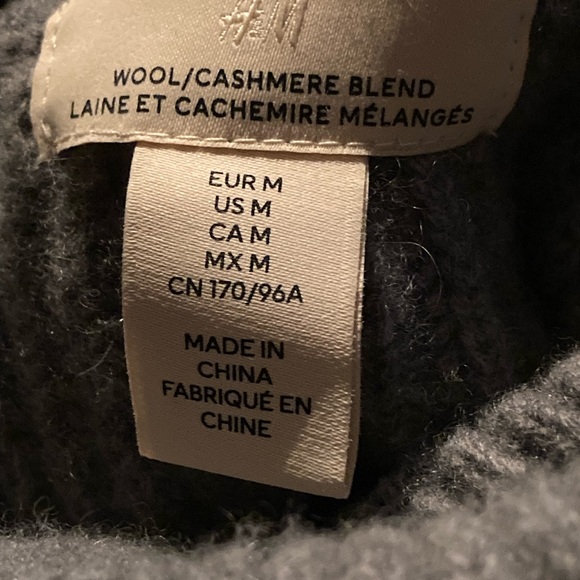 H&M
WOOL/CASHMERE BLEND
LAINE ET CACHEMIRE MÉLANGÉS
EUR M
US M
CA M
MX M
CN 170/96A
MADE IN
CHINA
FABRIQUÉ EN
CHINE